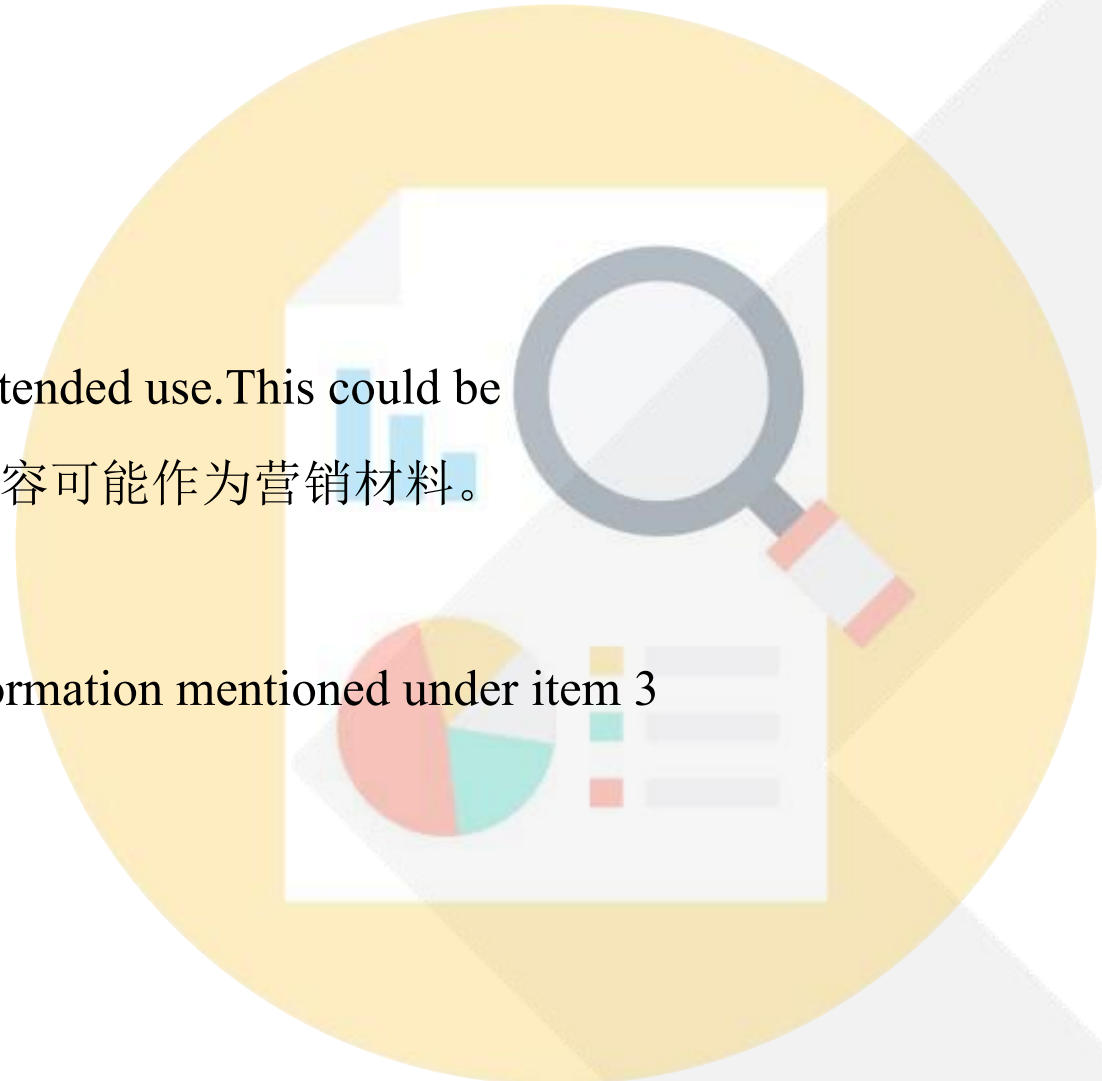 tended use.This could be
容可能作为营销材料。
ormation mentioned under item 3